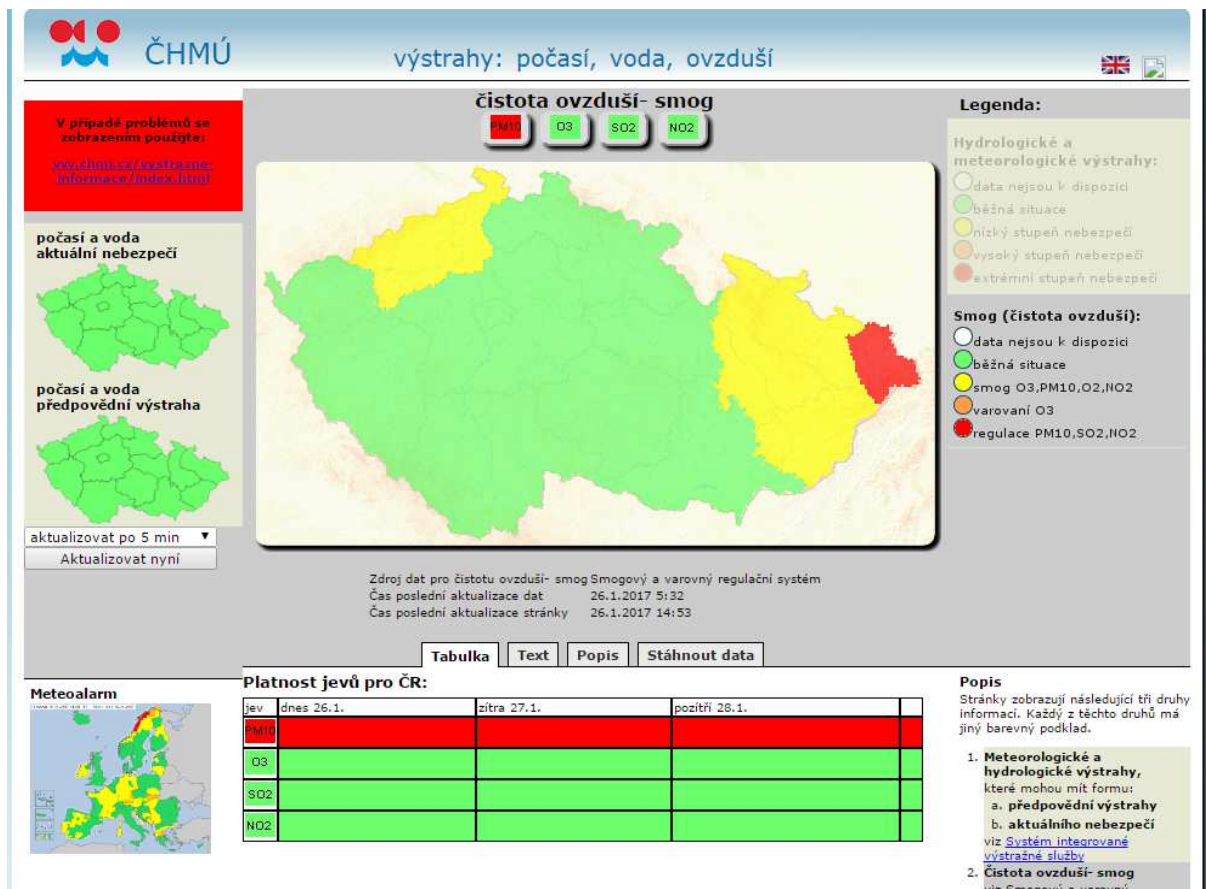 ČHMÚ
výstrahy: počasí, voda, ovzduší
V případě problémů se
zobrazením použijte:
www.chmi.cz/vystrazne-
informace/index.html
počasí a voda
aktuální nebezpečí
počasí a voda
předpovědní výstraha
aktualizovat po 5 min
Aktualizovat nyní
čistota ovzduší- smog
PM10 O3 SO2 NO2
Zdroj dat pro čistotu ovzduší- smog Smogový a varovný regulační systém
Čas poslední aktualizace dat 26.1.2017 5:32
Čas poslední aktualizace stránky 26.1.2017 14:53
Legenda:
Hydrologické a
meteorologické výstrahy:
data nejsou k dispozici
běžná situace
nízký stupeň nebezpečí
vysoký stupeň nebezpečí
extrémní stupeň nebezpečí
Smog (čistota ovzduší):
data nejsou k dispozici
běžná situace
smog O3,PM10,O2,NO2
varovaní O3
regulace PM10,SO2,NO2
Tabulka Text Popis Stáhnout data
Meteoalarm
Platnost jevů pro ČR:
jev dnes 26.1. zítra 27.1. pozítří 28.1.
PM10
O3
SO2
NO2
Popis
Stránky zobrazují následující tři druhy
informací. Každý z těchto druhů má
jiný barevný podklad.
1. Meteorologické a
hydrologické výstrahy,
které mohou mít formu:
a. předpovědní výstrahy
b. aktuálního nebezpečí
viz Systém integrované
výstražné služby
2. Čistota ovzduší- smog